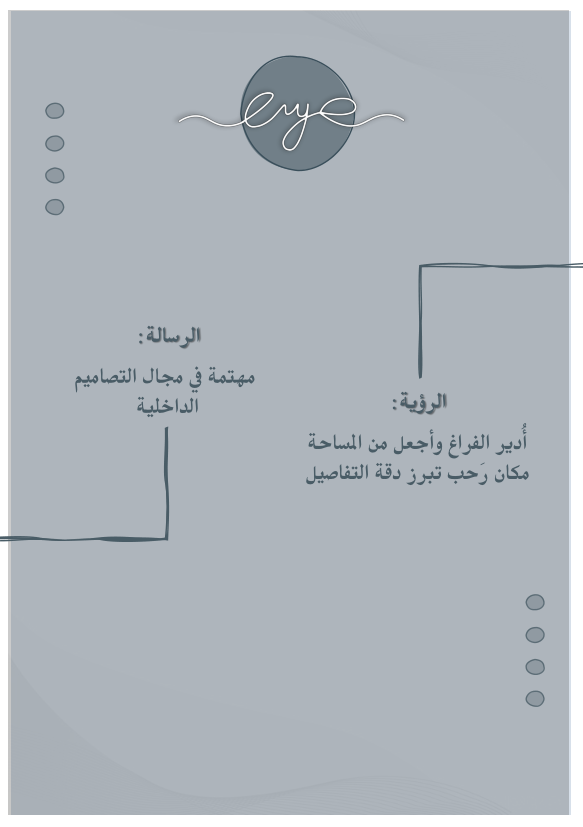 eye
الرؤية:
أُدير الفراغ وأجعل من المساحة
مكان رَحب تبرز دقة التفاصيل
الرسالة:
مهتمة في مجال التصاميم
الداخلية